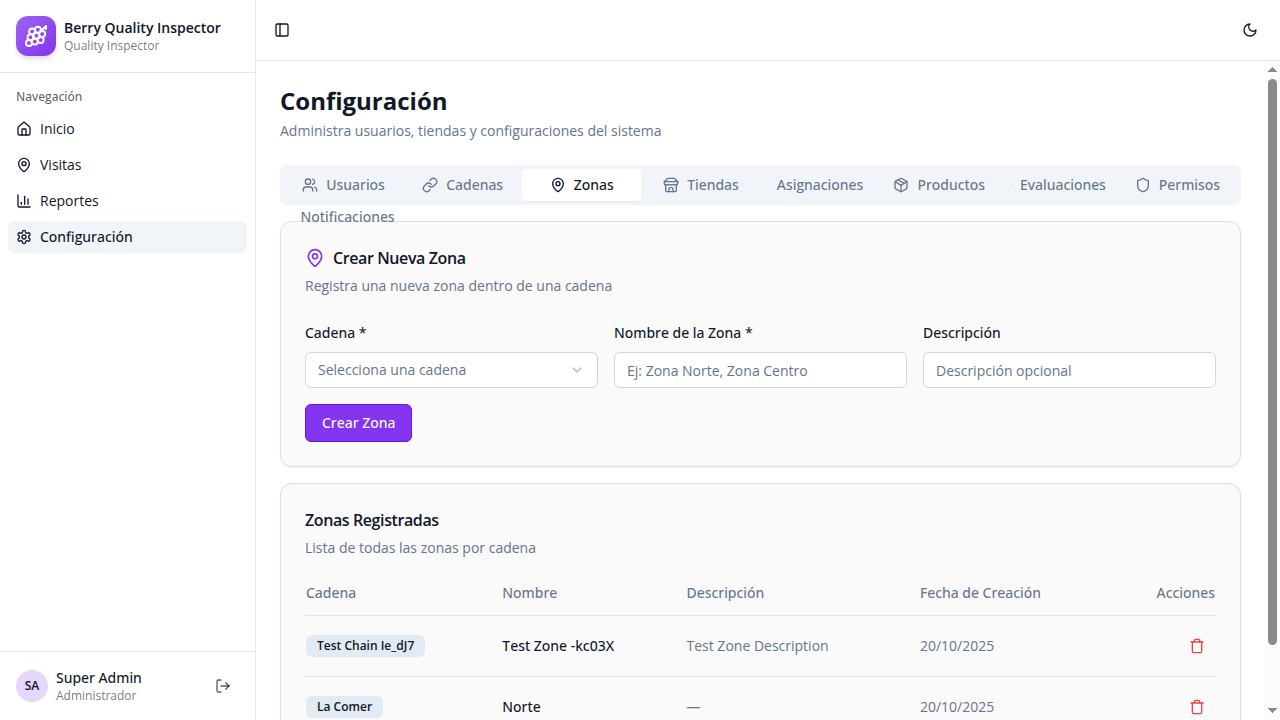 Berry Quality Inspector
Quality Inspector
Navegación
Inicio
Visitas
Reportes
Configuración
SA
Super Admin
Administrador
Configuración
Administra usuarios, tiendas y configuraciones del sistema
Usuarios Cadenas Zonas Tiendas Asignaciones Productos Evaluaciones Permisos
Notificaciones
Crear Nueva Zona
Registra una nueva zona dentro de una cadena
Cadena * Nombre de la Zona * Descripción
Selecciona una cadena Ej: Zona Norte, Zona Centro Descripción opcional
Crear Zona
Zonas Registradas
Lista de todas las zonas por cadena
Cadena Nombre Descripción Fecha de Creación Acciones
Test Chain Ie_dJ7 Test Zone -kc03X Test Zone Description 20/10/2025
La Comer Norte — 20/10/2025